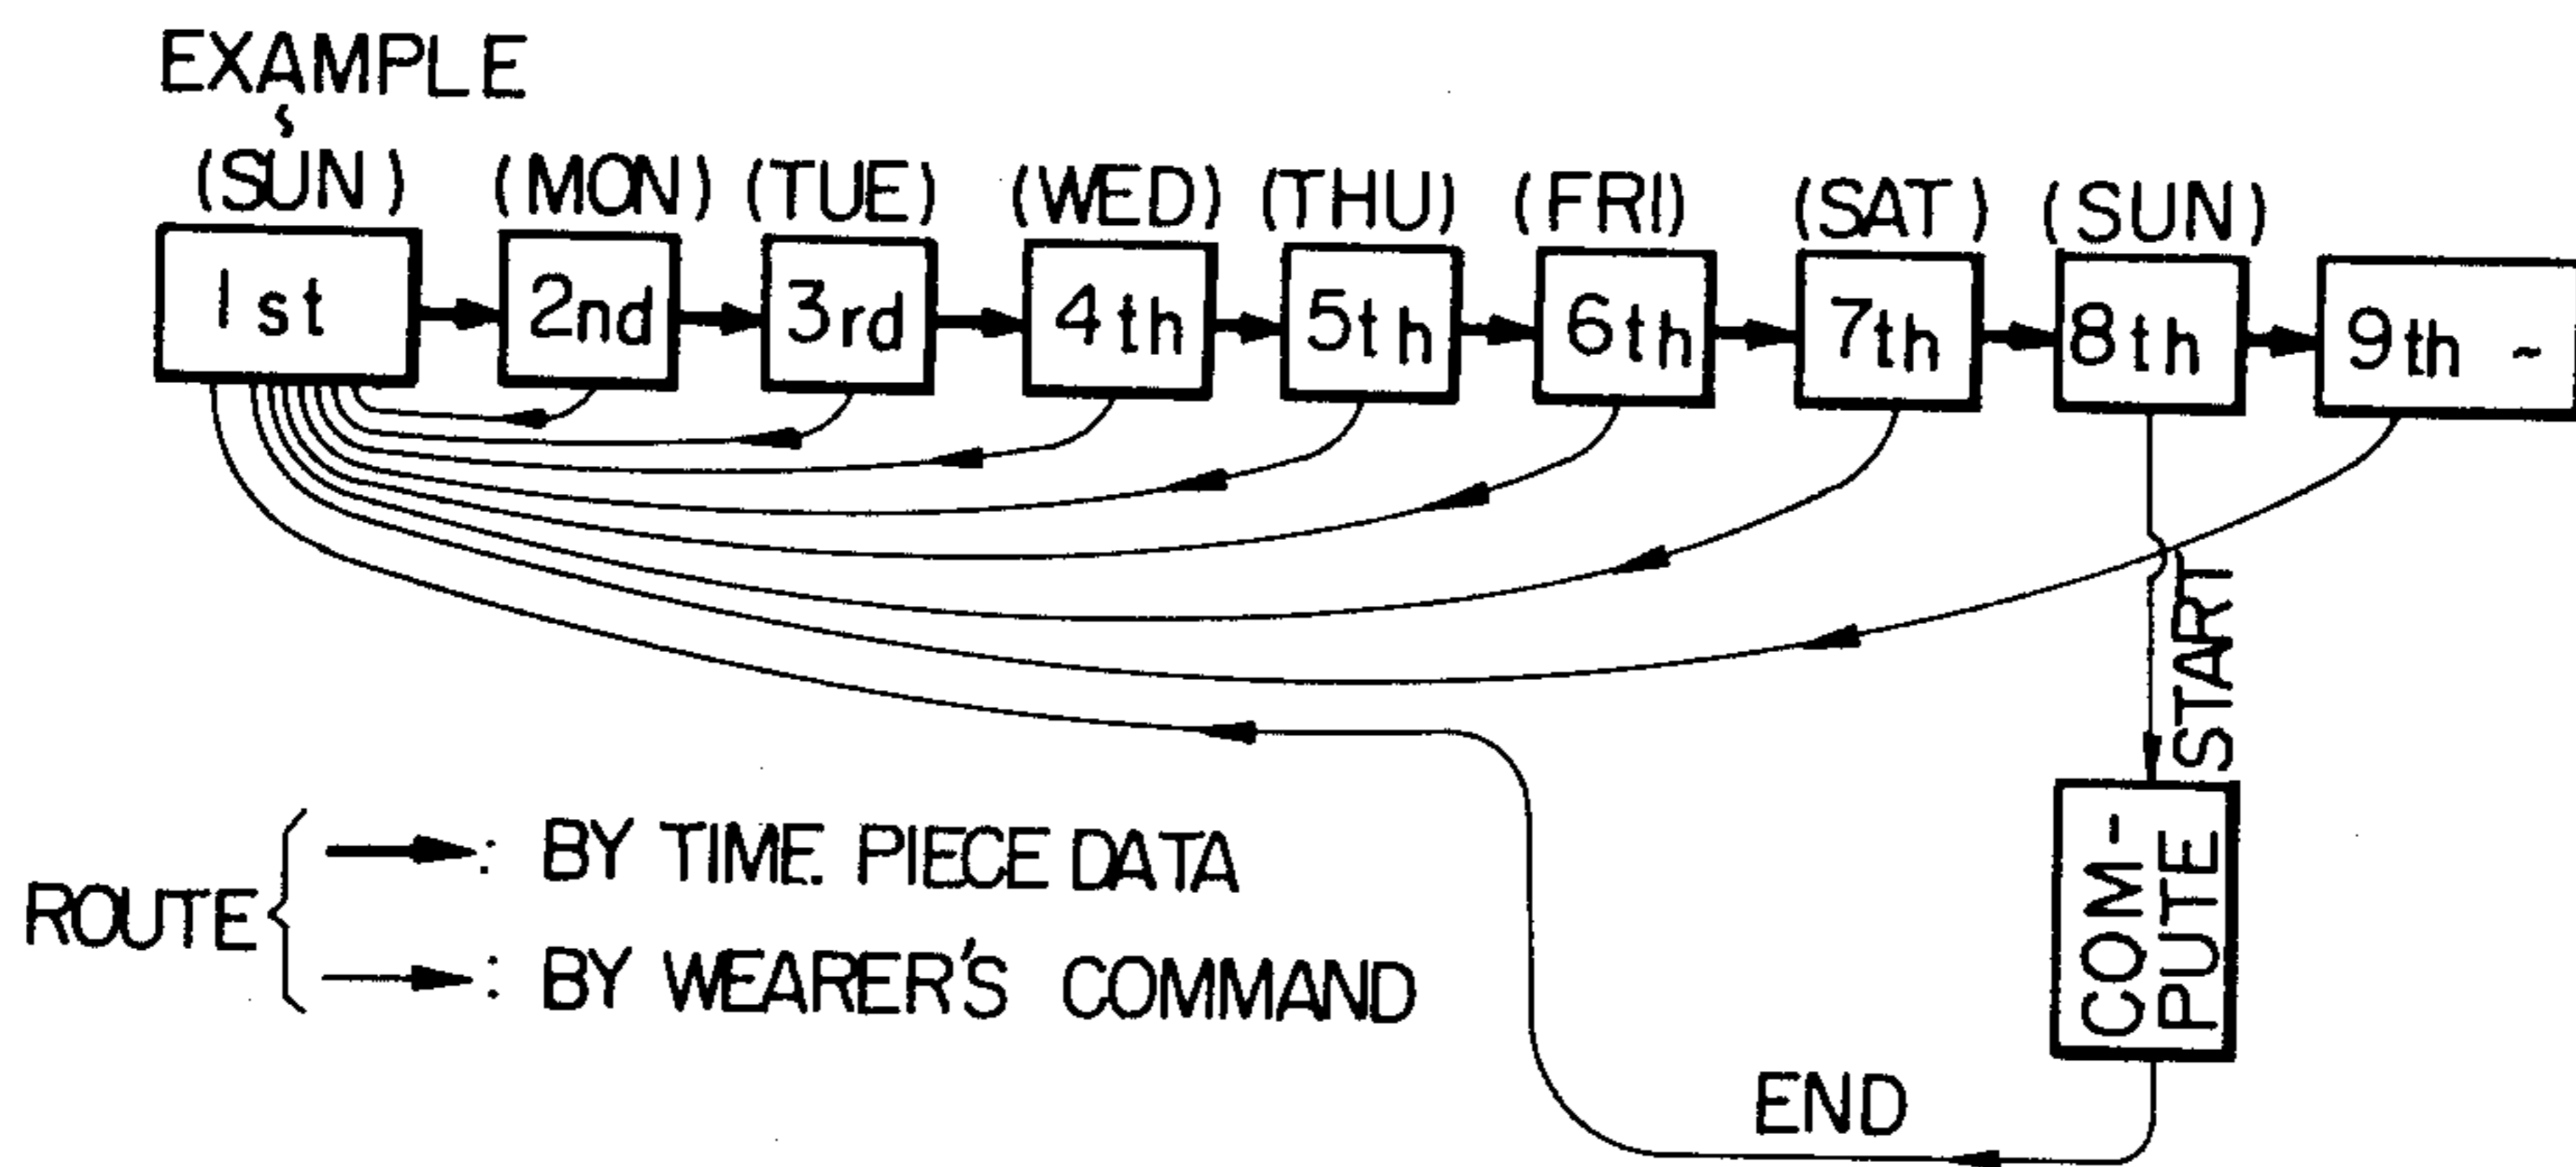 EXAMPLE
(SUN) (MON) (TUE) (WED) (THU) (FRI) (SAT) (SUN)
1st 2nd 3rd 4th 5th 6th 7th 8th 9th ~
START
COM-
PUTE
END
ROUTE
: BY TIME. PIECE DATA
: BY WEARER'S COMMAND